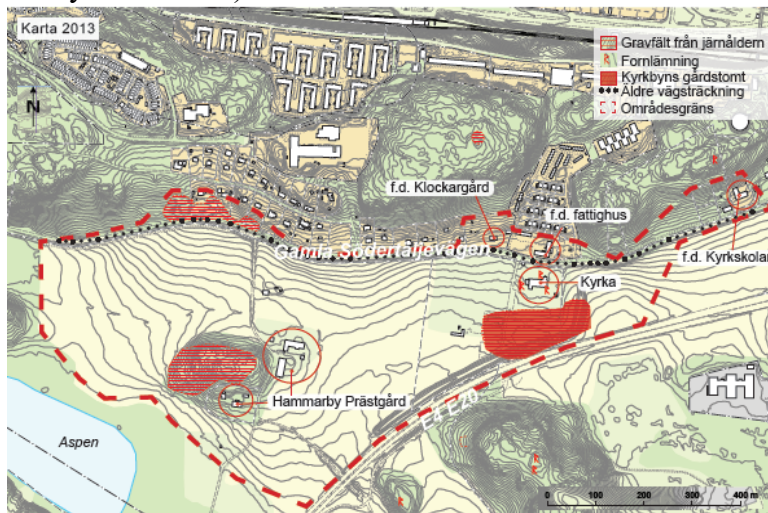 Karta 2013
Gravfält från järnåldern
Fornlämning
Kyrkbyns gårdstomt
Äldre vägsträckning
Områdesgräns
N
f.d. Klockargård
f.d. fattighus
Gamla Södertäljevägen
f.d. Kyrkskolan
Kyrka
Hammarby Prästgård
E4 E20
Aspen
0 100 200 300 400 m